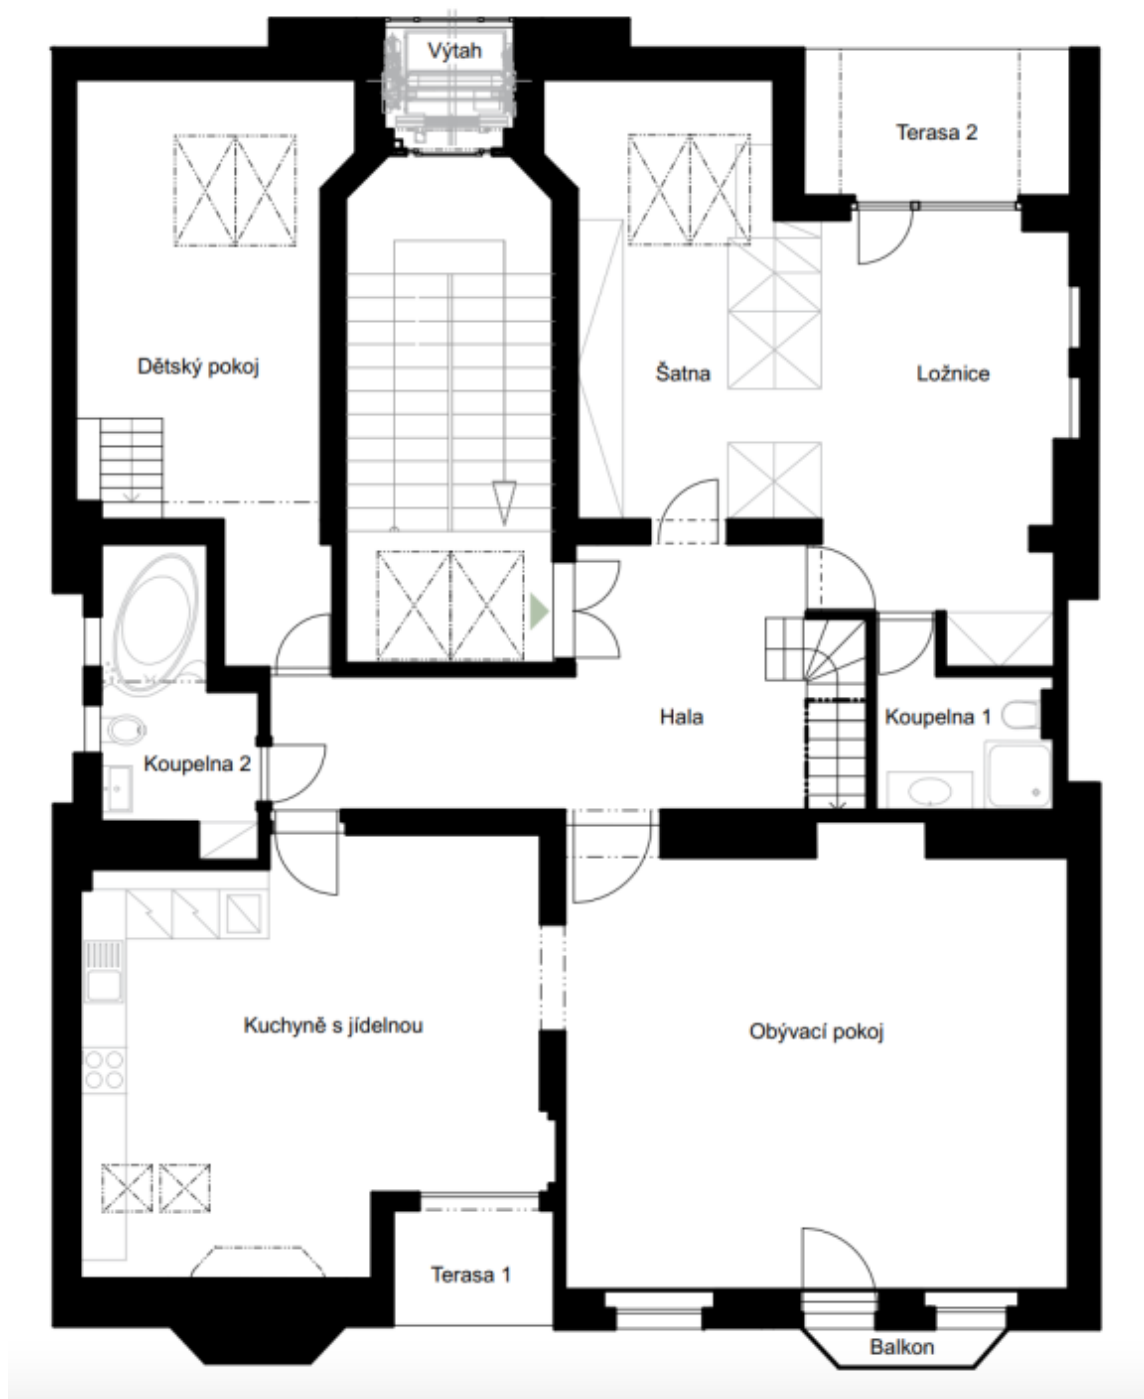 Výtah
Terasa 2
Dětský pokoj
Šatna
Ložnice
Hala
Koupelna 1
Koupelna 2
Kuchyně s jídelnou
Obývací pokoj
Terasa 1
Balkon